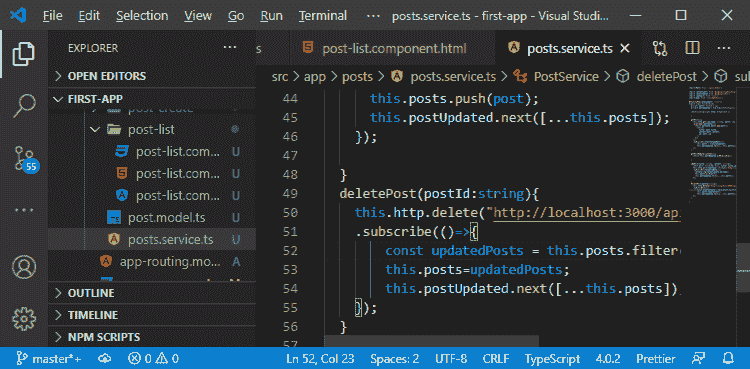 File Edit Selection View Go Run Terminal ··· posts.service.ts - first-app - Visual Studi...
EXPLORER ···
OPEN EDITORS
FIRST-APP
post-list
post-list.com... U
post-list.com... U
post-list.com... U
post.model.ts U
posts.service.ts U
app-routing.mo... A
OUTLINE
TIMELINE
NPM SCRIPTS
55
s post-list.component.html posts.service.ts
src > app > posts > posts.service.ts > PostService > deletePost > su
44 this.posts.push(post);
45 this.postUpdated.next([...this.posts]);
46 });
47
48 }
49 deletePost(postId:string){
50 this.http.delete("http://localhost:3000/ap
51 .subscribe(()=>{
52 const updatedPosts = this.posts.filter(
53 this.posts=updatedPosts;
54 this.postUpdated.next([...this.posts])
55 });
56 }
57
master*+ 0 0 Ln 52, Col 23 Spaces: 2 UTF-8 CRLF TypeScript 4.0.2 Prettier